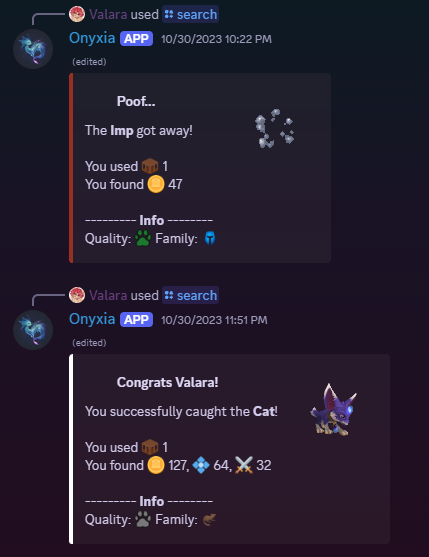 Valara used search
Onyxia APP 10/30/2023 10:22 PM
(edited)
Poof...
The Imp got away!
You used 1
You found 47
--------- Info --------
Quality: Family:
Valara used search
Onyxia APP 10/30/2023 11:51 PM
(edited)
Congrats Valara!
You successfully caught the Cat!
You used 1
You found 127, 64, 32
--------- Info --------
Quality: Family: